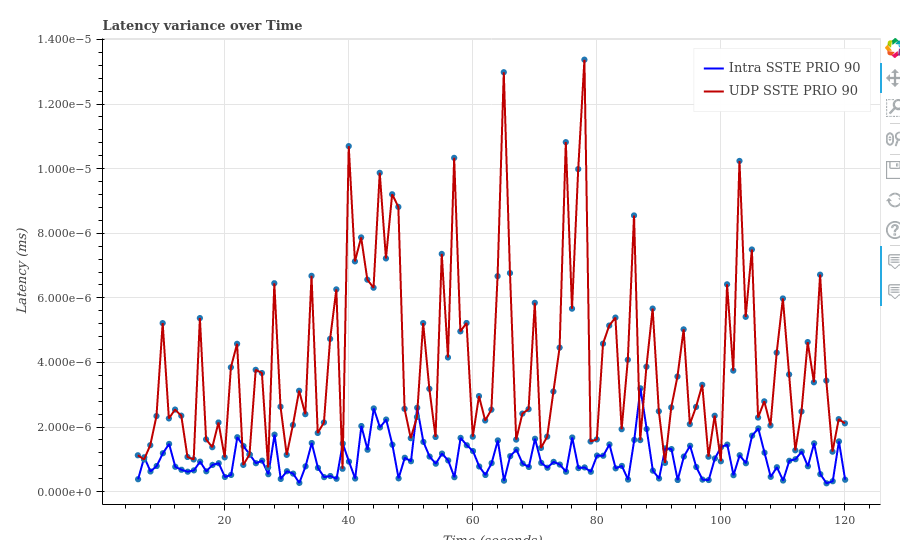 Latency variance over Time
1.400e−5
1.200e−5
1.000e−5
8.000e−6
6.000e−6
4.000e−6
2.000e−6
0.000e+0
Latency (ms)
Intra SSTE PRIO 90
UDP SSTE PRIO 90
20 40 60 80 100 120
Time (seconds)